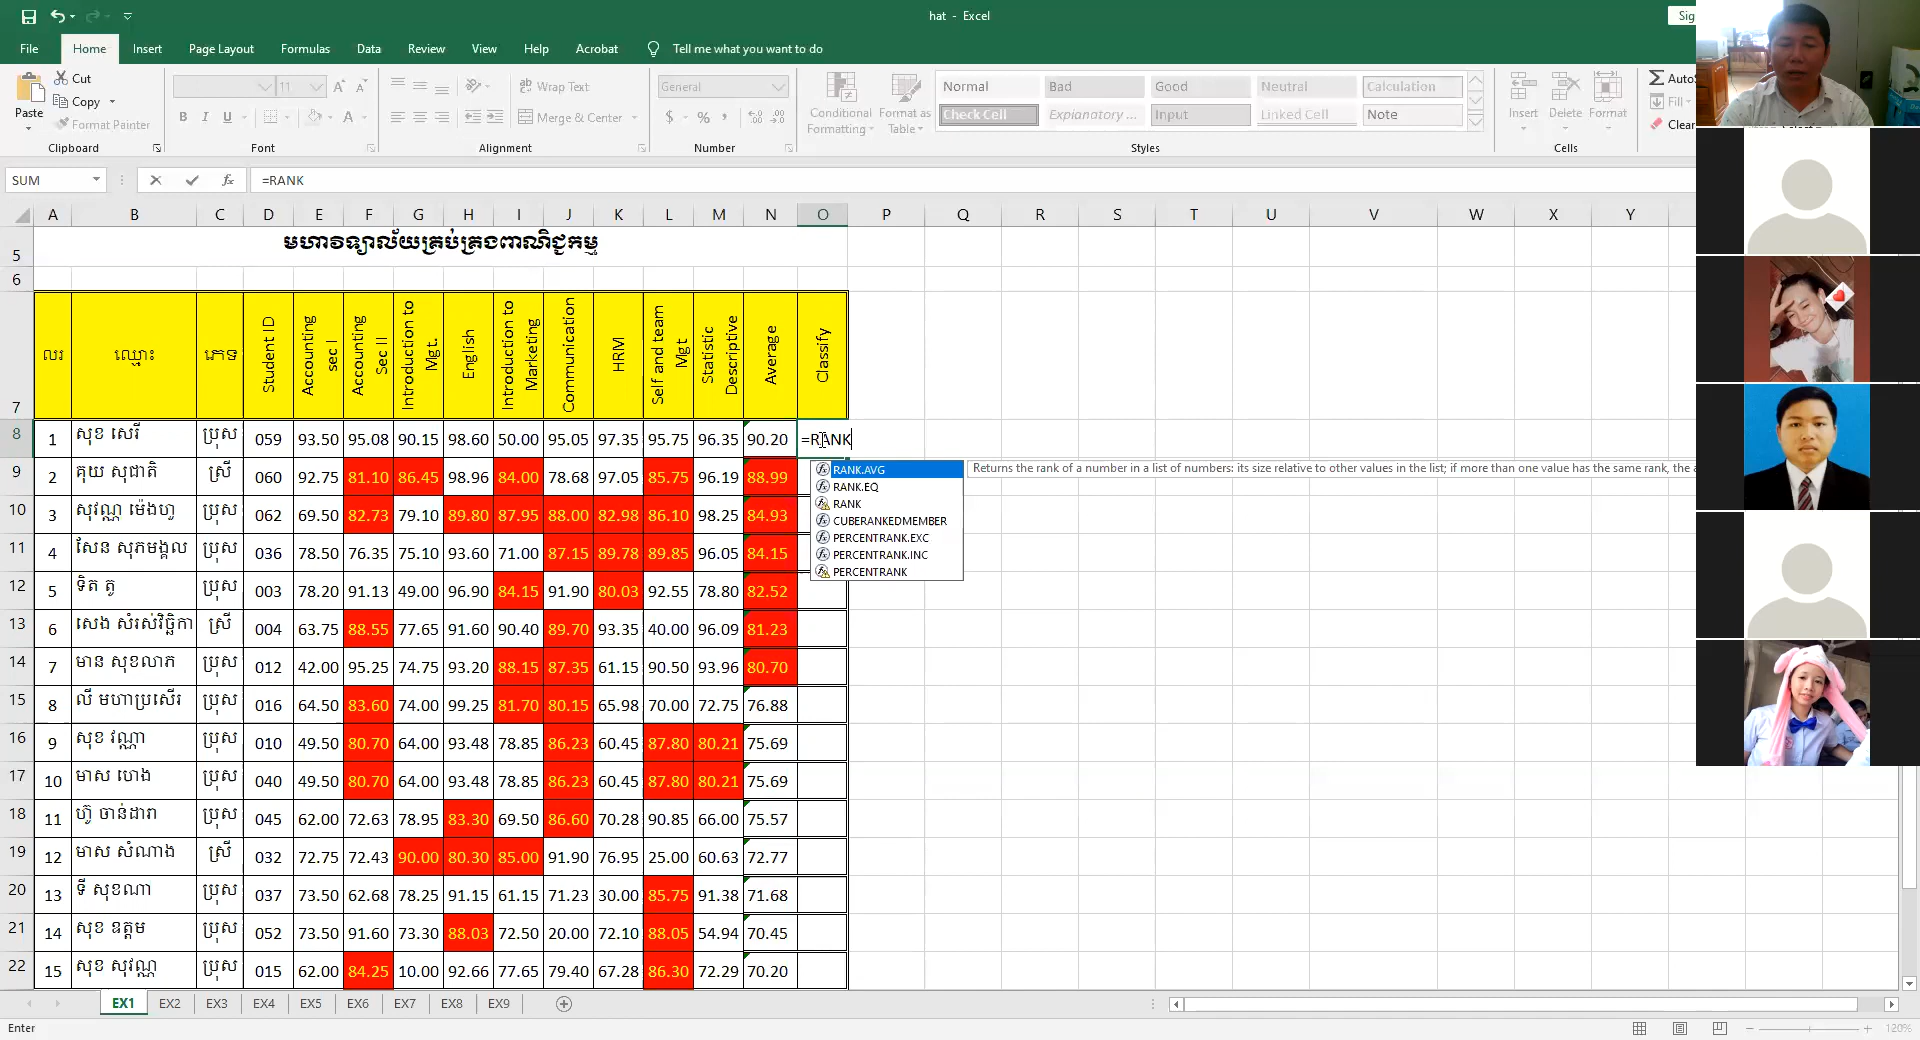 hat - Excel
File Home Insert Page Layout Formulas Data Review View Help Acrobat Tell me what you want to do
Paste
Cut
Copy
Format Painter
Clipboard
11
B I U
Font
Wrap Text
Merge & Center
Alignment
General
$ % ,
Number
Conditional Formatting
Format as Table
Normal Bad Good Neutral Calculation
Check Cell Explanatory ... Input Linked Cell Note
Styles
Insert Delete Format
Cells
Fill
Clear
SUM
fx =RANK
A B C D E F G H I J K L M N O P Q R S T U V W X Y
5 មហាវិទ្យាល័យគ្រប់គ្រងពាណិជ្ជកម្ម
6
7 លរ ឈ្មោះ ភេទ Student ID Accounting sec I Accounting Sec II Introduction to Mgt. English Introduction to Marketing Communication HRM Self and team Mgt Statistic Descriptive Average Classify
8 1 សុខ សេរី ប្រុស 059 93.50 95.08 90.15 98.60 50.00 95.05 97.35 95.75 96.35 90.20 =RANK
9 2 គុយ សុជាតិ ស្រី 060 92.75 81.10 86.45 98.96 84.00 78.68 97.05 85.75 96.19 88.99
10 3 សុវណ្ណ ម៉េងហួ ប្រុស 062 69.50 82.73 79.10 89.80 87.95 88.00 82.98 86.10 98.25 84.93
11 4 សែន សុភមង្គល ប្រុស 036 78.50 76.35 75.10 93.60 71.00 87.15 89.78 89.85 96.05 84.15
12 5 ទិត តូ ប្រុស 003 78.20 91.13 49.00 96.90 84.15 91.90 80.03 92.55 78.80 82.52
13 6 សេង សំរស់វិច្ឆិកា ស្រី 004 63.75 88.55 77.65 91.60 90.40 89.70 93.35 40.00 96.09 81.23
14 7 មាន សុខលាភ ប្រុស 012 42.00 95.25 74.75 93.20 88.15 87.35 61.15 90.50 93.96 80.70
15 8 លី មហាប្រសើរ ប្រុស 016 64.50 83.60 74.00 99.25 81.70 80.15 65.98 70.00 72.75 76.88
16 9 សុខ វណ្ណា ប្រុស 010 49.50 80.70 64.00 93.48 78.85 86.23 60.45 87.80 80.21 75.69
17 10 មាស ហេង ប្រុស 040 49.50 80.70 64.00 93.48 78.85 86.23 60.45 87.80 80.21 75.69
18 11 ហ៊ូ ចាន់ដារា ប្រុស 045 62.00 72.63 78.95 83.30 69.50 86.60 70.28 90.85 66.00 75.57
19 12 មាស សំណាង ស្រី 032 72.75 72.43 90.00 80.30 85.00 91.90 76.95 25.00 60.63 72.77
20 13 ទី សុខណា ប្រុស 037 73.50 62.68 78.25 91.15 61.15 71.23 30.00 85.75 91.38 71.68
21 14 សុខ ឧត្តម ប្រុស 052 73.50 91.60 73.30 88.03 72.50 20.00 72.10 88.05 54.94 70.45
22 15 សុខ សុវណ្ណ ប្រុស 015 62.00 84.25 10.00 92.66 77.65 79.40 67.28 86.30 72.29 70.20
RANK.AVG
Returns the rank of a number in a list of numbers: its size relative to other values in the list; if more than one value has the same rank, the a
RANK.EQ
RANK
CUBERANKEDMEMBER
PERCENTRANK.EXC
PERCENTRANK.INC
PERCENTRANK
EX1 EX2 EX3 EX4 EX5 EX6 EX7 EX8 EX9
Enter
120%